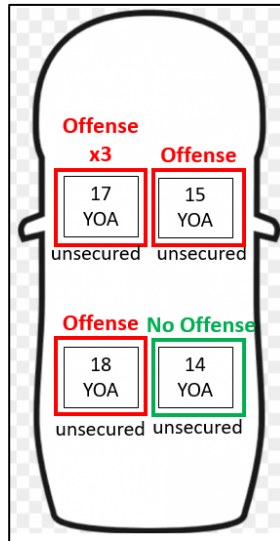 Offense
x3
Offense
17
YOA
15
YOA
unsecured
unsecured
Offense
No Offense
18
YOA
14
YOA
unsecured
unsecured